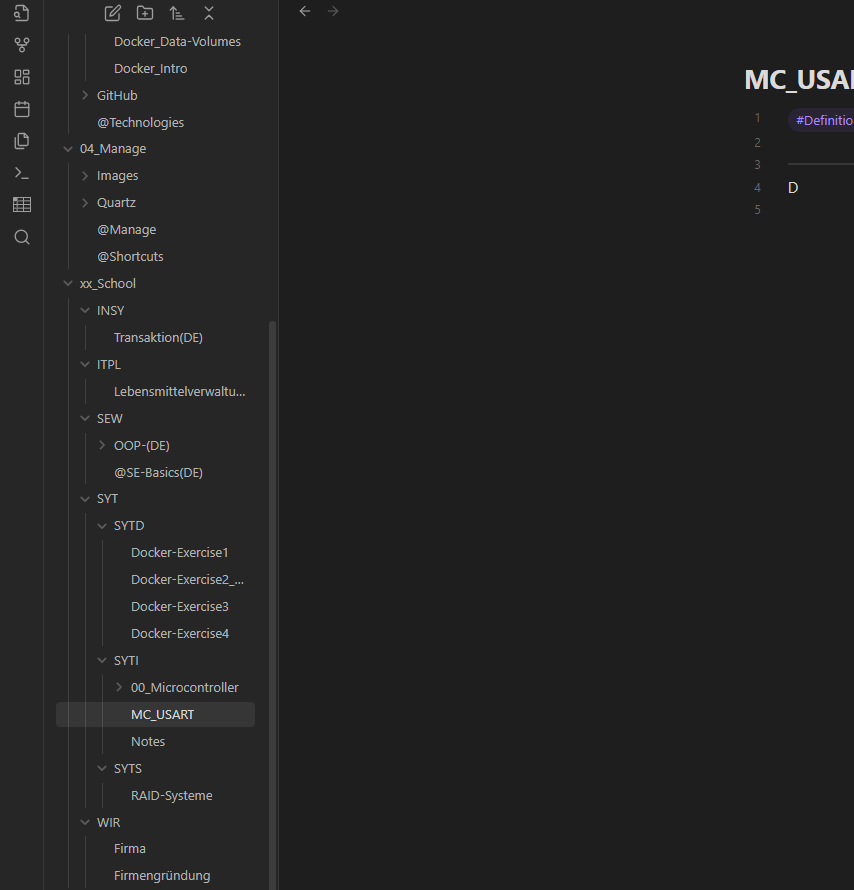 Docker_Data-Volumes
Docker_Intro
GitHub
@Technologies
04_Manage
Images
Quartz
@Manage
@Shortcuts
xx_School
INSY
Transaktion(DE)
ITPL
Lebensmittelverwaltu...
SEW
OOP-(DE)
@SE-Basics(DE)
SYT
SYTD
Docker-Exercise1
Docker-Exercise2_...
Docker-Exercise3
Docker-Exercise4
SYTI
00_Microcontroller
MC_USART
Notes
SYTS
RAID-Systeme
WIR
Firma
Firmengründung
MC_USA
1 #Definitio
2
3
4 D
5